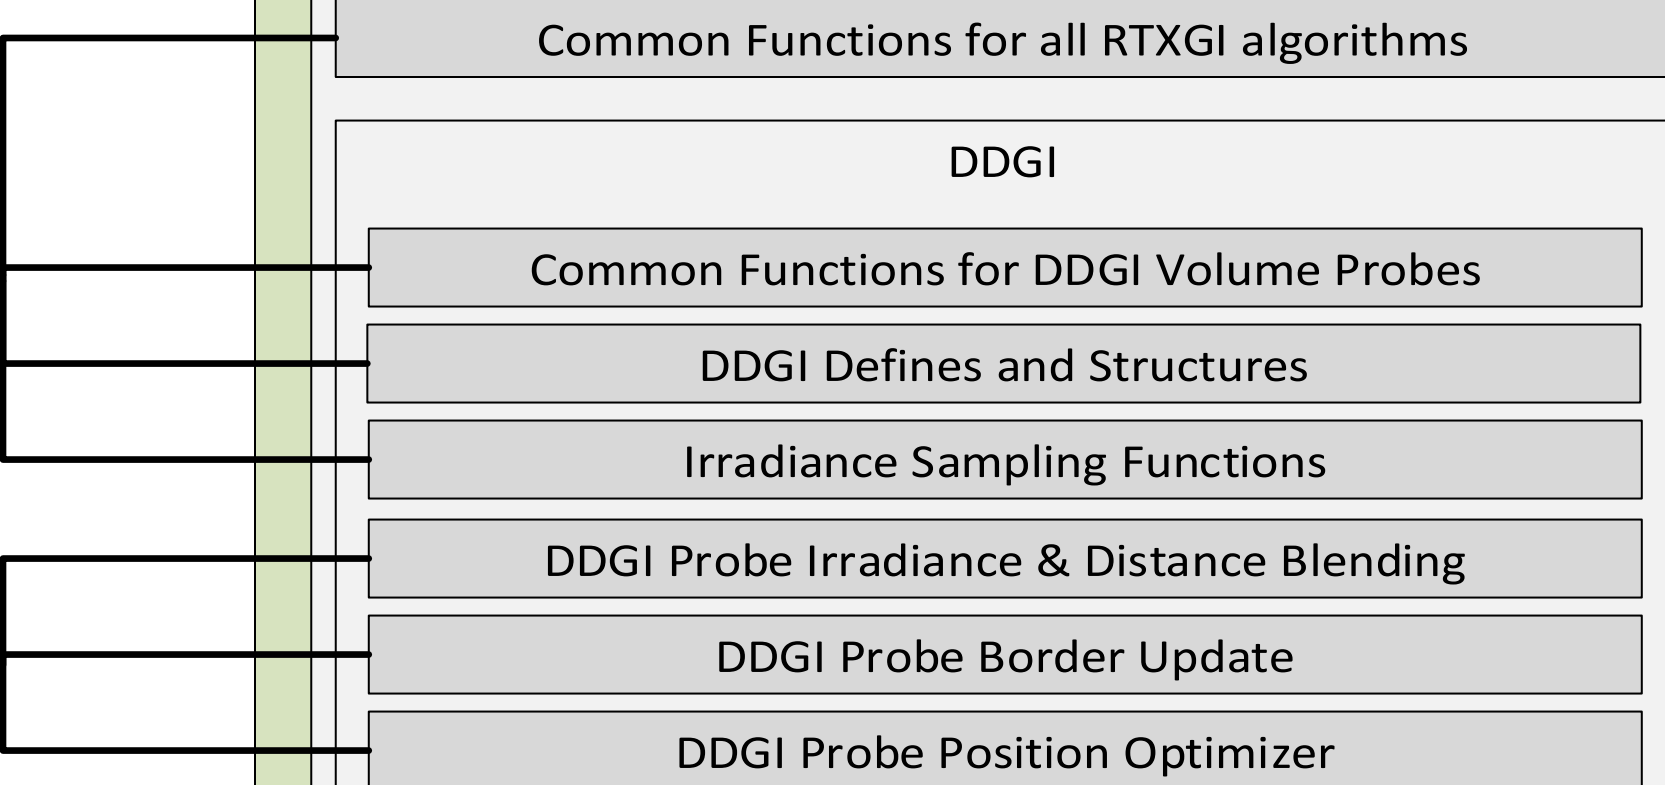 Common Functions for all RTXGI algorithms
DDGI
Common Functions for DDGI Volume Probes
DDGI Defines and Structures
Irradiance Sampling Functions
DDGI Probe Irradiance & Distance Blending
DDGI Probe Border Update
DDGI Probe Position Optimizer